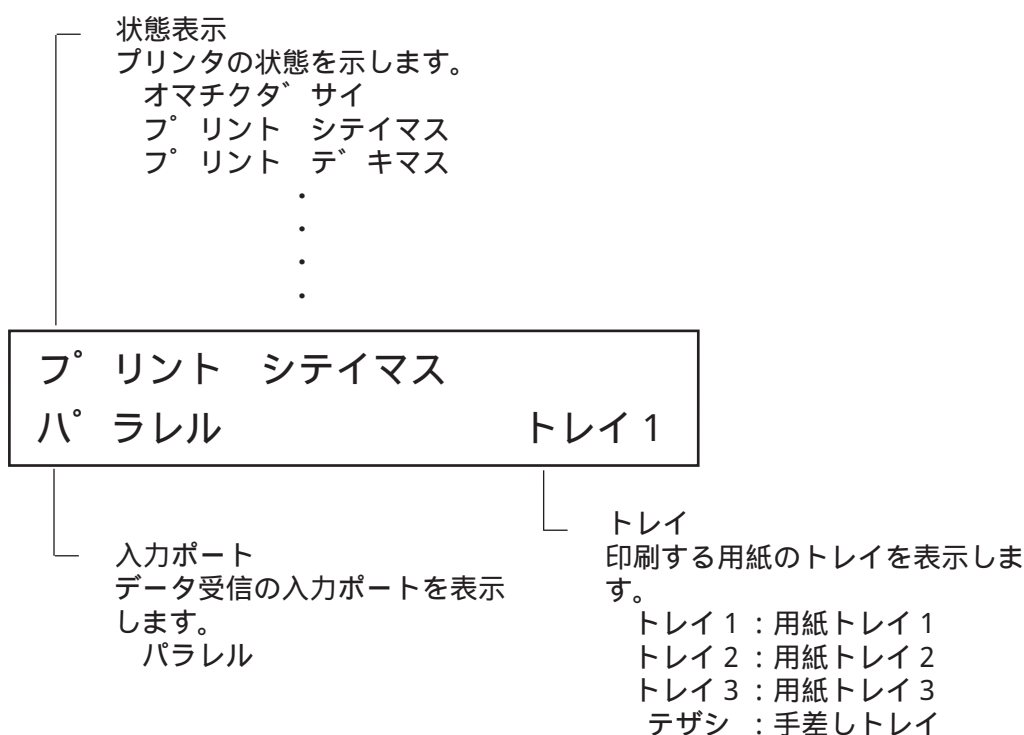 状態表示
プリンタの状態を示します。
オマチクダ゛サイ
フ゜リント　シテイマス
フ゜リント　テ゛キマス
・
・
・
・
フ゜リント　シテイマス
ハ゜ラレル　トレイ1
トレイ
印刷する用紙のトレイを表示しま
す。
トレイ1：用紙トレイ1
トレイ2：用紙トレイ2
トレイ3：用紙トレイ3
テザシ　：手差しトレイ
入力ポート
データ受信の入力ポートを表示
します。
パラレル